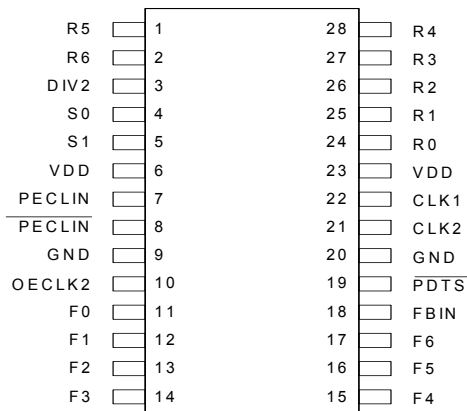 R5 1 28 R4
R6 2 27 R3
DIV2 3 26 R2
S0 4 25 R1
S1 5 24 R0
VDD 6 23 VDD
PECLIN 7 22 CLK1
PECLIN 8 21 CLK2
GND 9 20 GND
OECLK2 10 19 PDTS
F0 11 18 FBIN
F1 12 17 F6
F2 13 16 F5
F3 14 15 F4